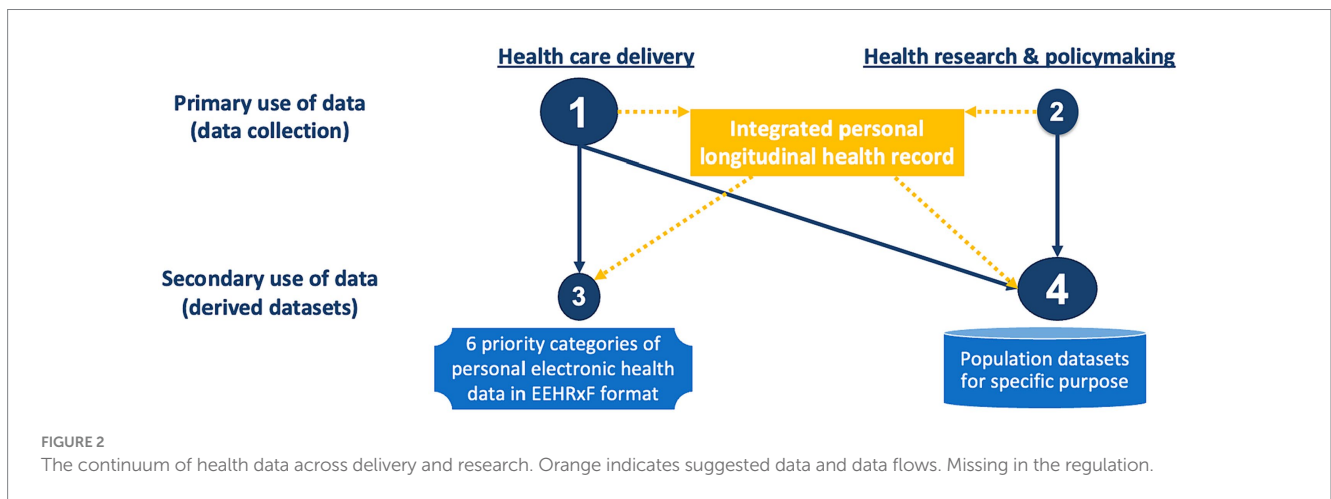 Health care delivery
Health research & policymaking
Primary use of data
(data collection)
1
2
Integrated personal
longitudinal health record
Secondary use of data
(derived datasets)
3
4
6 priority categories of
personal electronic health
data in EEHRxF format
Population datasets
for specific purpose
FIGURE 2
The continuum of health data across delivery and research. Orange indicates suggested data and data flows. Missing in the regulation.